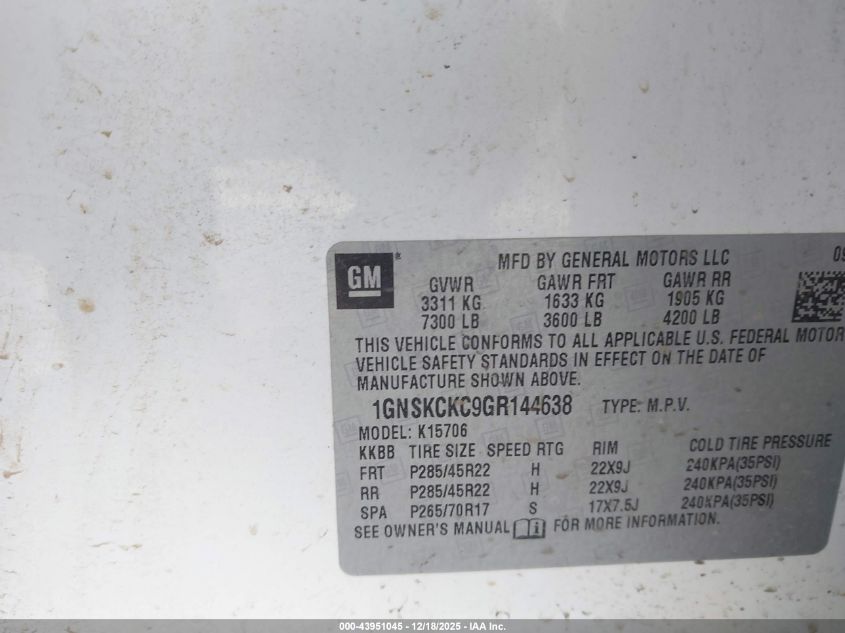 GM
MFD BY GENERAL MOTORS LLC
GVWR GAWR FRT GAWR RR
3311 KG 1633 KG 1905 KG
7300 LB 3600 LB 4200 LB
THIS VEHICLE CONFORMS TO ALL APPLICABLE U.S. FEDERAL MOTOR
VEHICLE SAFETY STANDARDS IN EFFECT ON THE DATE OF
MANUFACTURE SHOWN ABOVE.
1GNSKCKC9GR144638 TYPE: M.P.V.
MODEL: K15706
KKBB TIRE SIZE SPEED RTG RIM COLD TIRE PRESSURE
FRT P285/45R22 H 22X9J 240KPA(35PSI)
RR P285/45R22 H 22X9J 240KPA(35PSI)
SPA P265/70R17 S 17X7.5J 240KPA(35PSI)
SEE OWNER'S MANUAL FOR MORE INFORMATION.
000-43951045 - 12/18/2025 - IAA Inc.